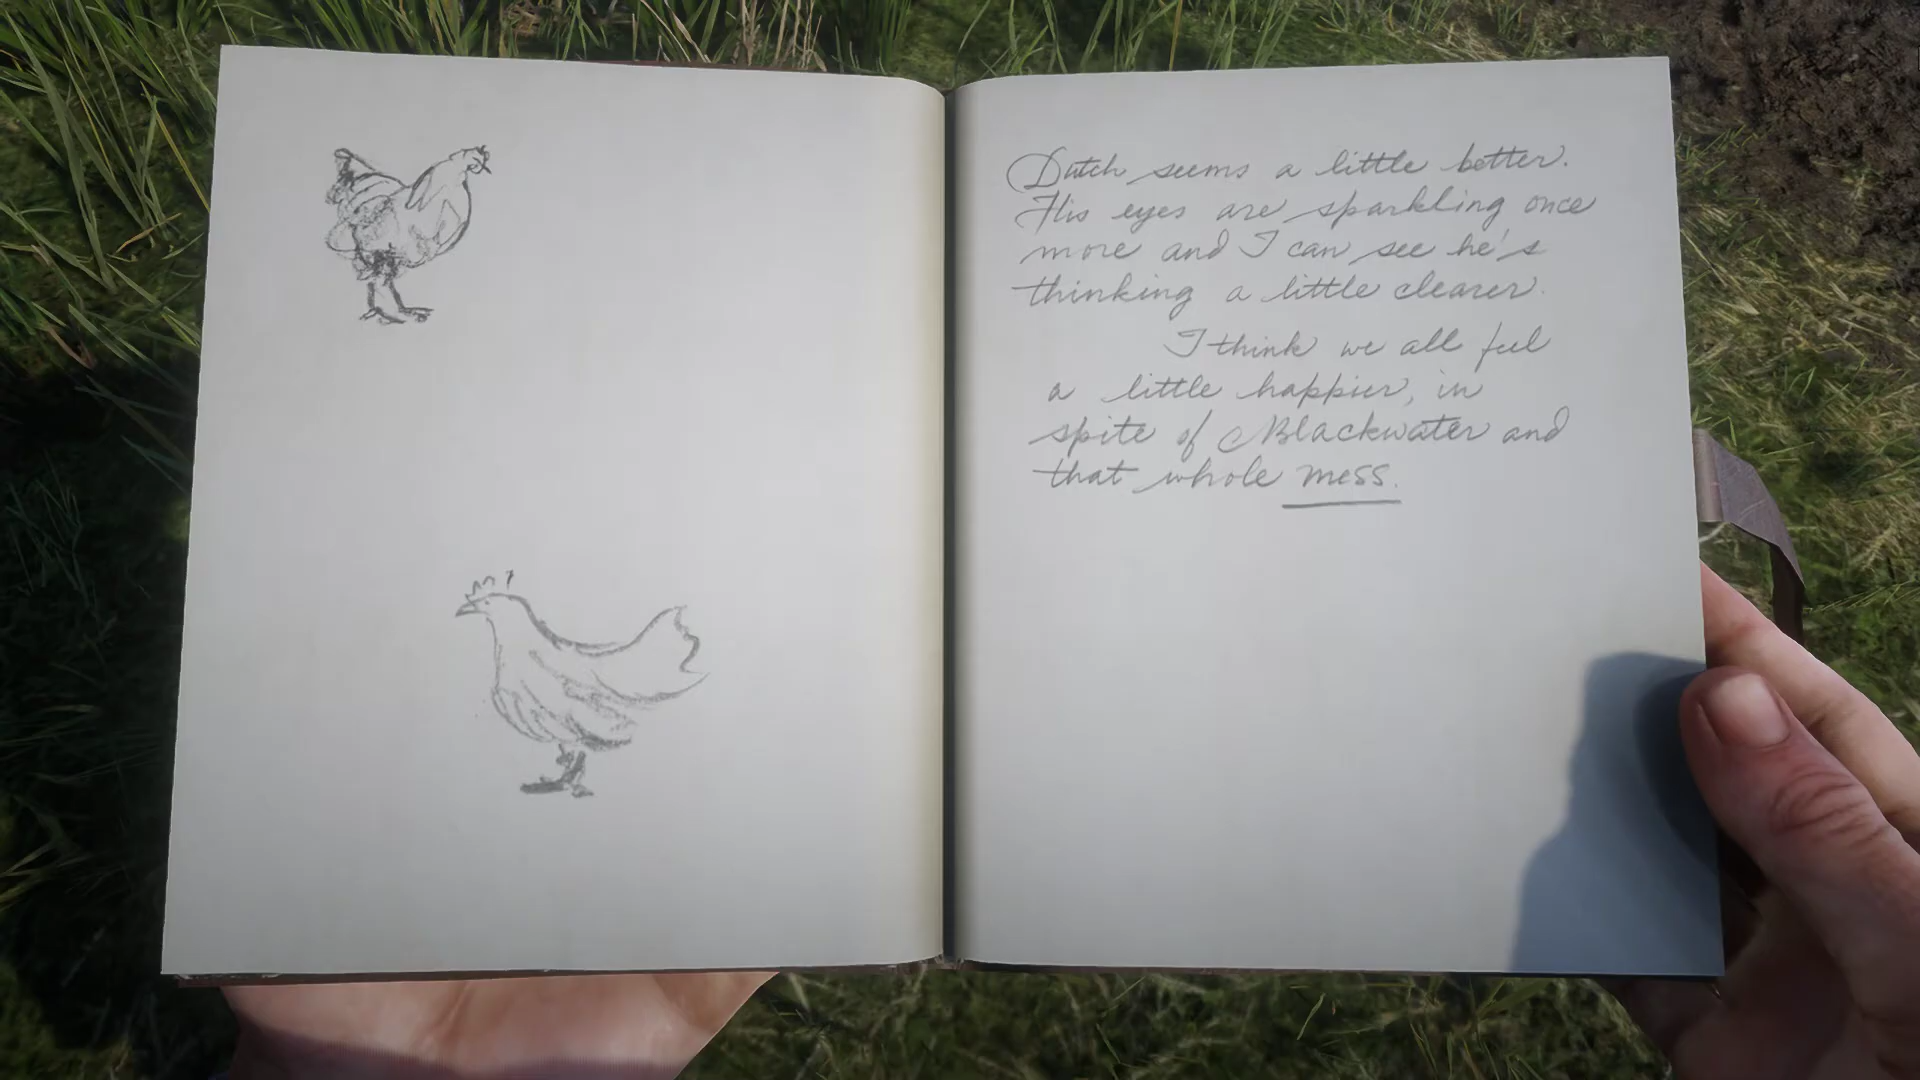 Dutch seems a little better.
His eyes are sparkling once
more and I can see he's
thinking a little clearer.
I think we all feel
a little happier, in
spite of Blackwater and
that whole mess.